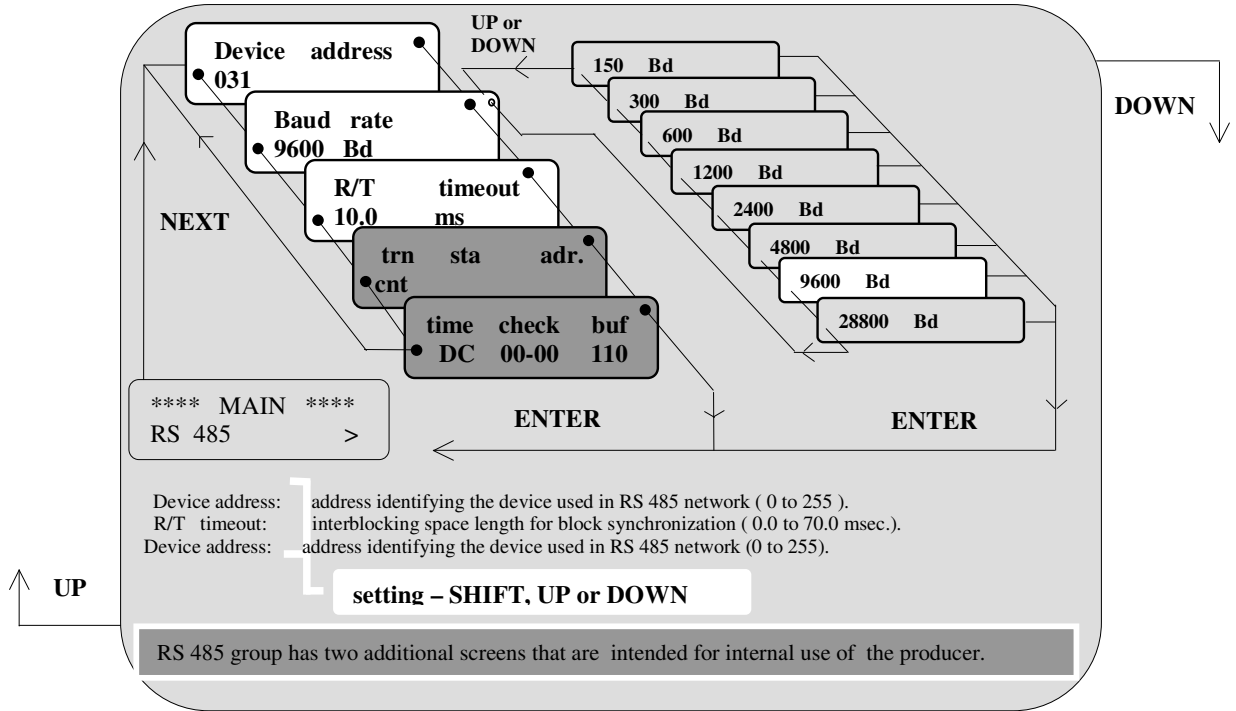 Device address
031
Baud rate
9600 Bd
R/T timeout
10.0 ms
trn sta adr.
cnt
time check buf
DC 00-00 110
NEXT
UP or
DOWN
150 Bd
300 Bd
600 Bd
1200 Bd
2400 Bd
4800 Bd
9600 Bd
28800 Bd
DOWN
**** MAIN ****
RS 485 >
ENTER
ENTER
Device address: address identifying the device used in RS 485 network ( 0 to 255 ).
R/T timeout: interblocking space length for block synchronization ( 0.0 to 70.0 msec.).
Device address: address identifying the device used in RS 485 network (0 to 255).
UP
setting – SHIFT, UP or DOWN
RS 485 group has two additional screens that are intended for internal use of the producer.